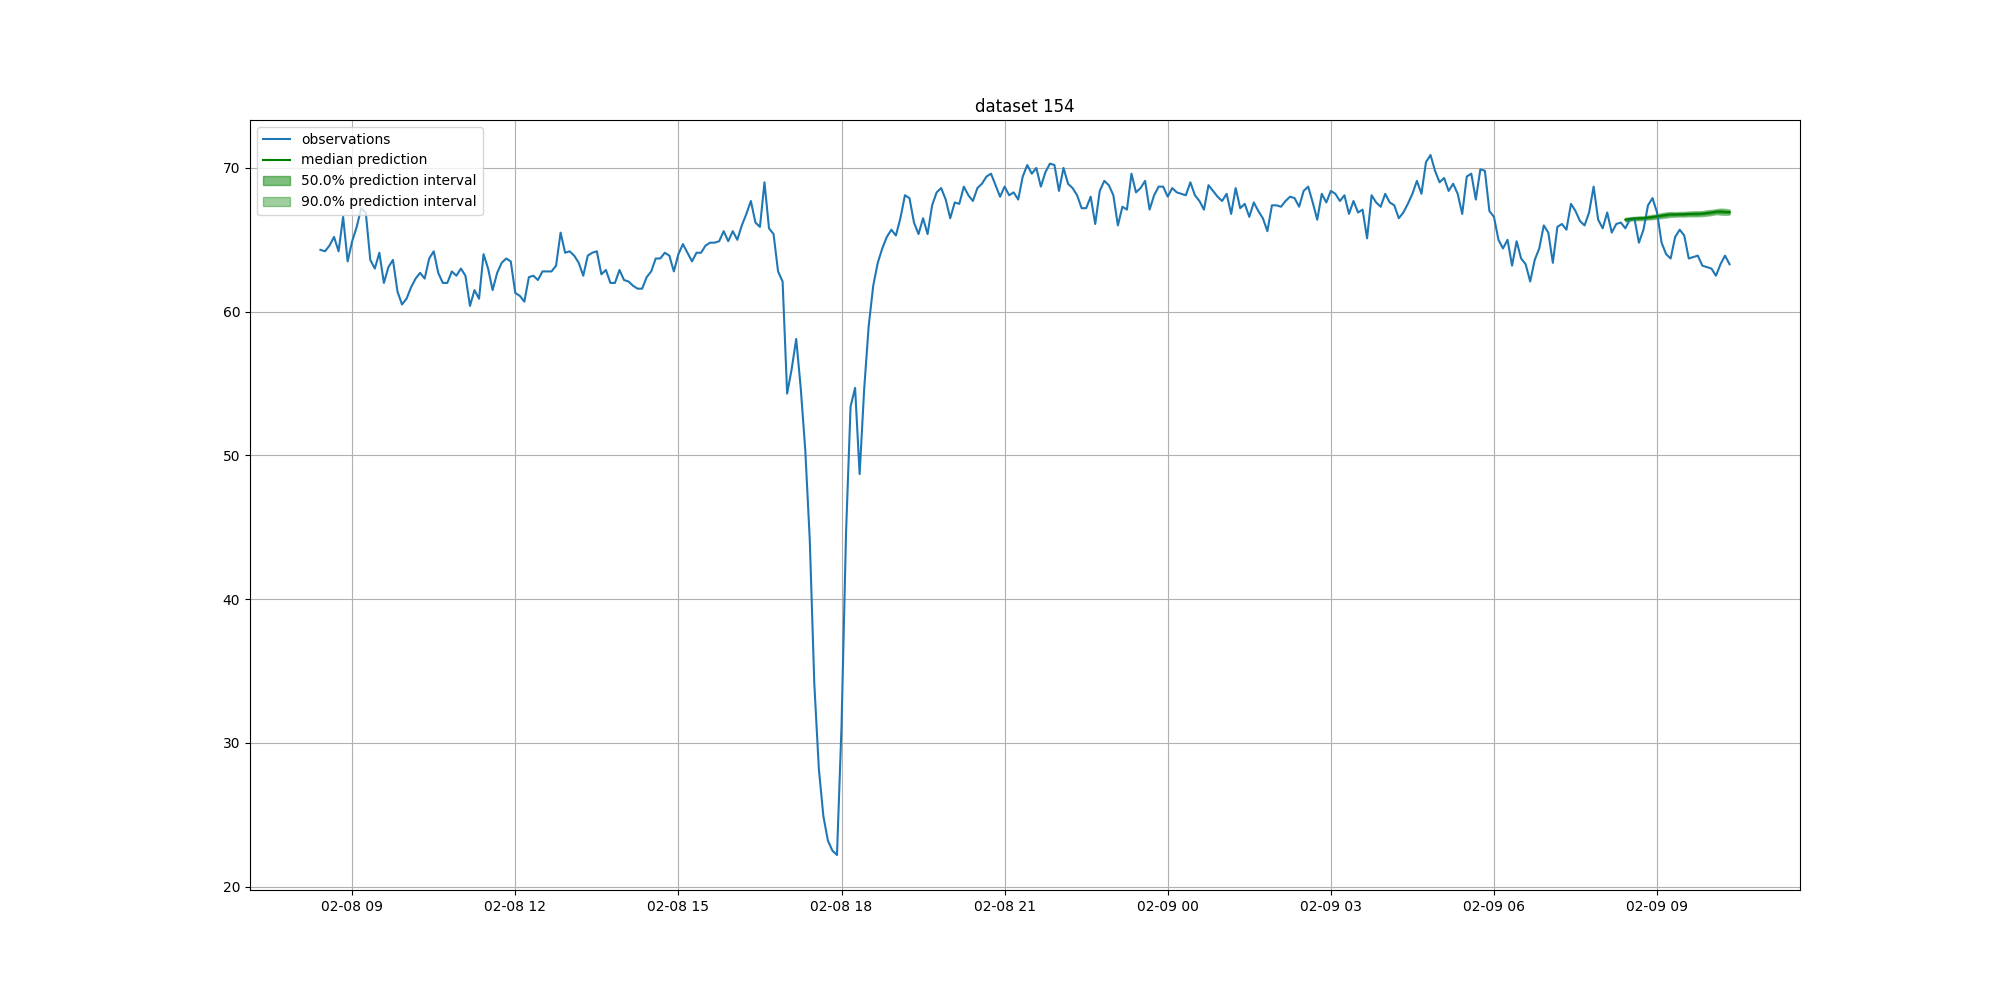 dataset 154
observations
median prediction
50.0% prediction interval
90.0% prediction interval
70
60
50
40
30
20
02-08 09 02-08 12 02-08 15 02-08 18 02-08 21 02-09 00 02-09 03 02-09 06 02-09 09